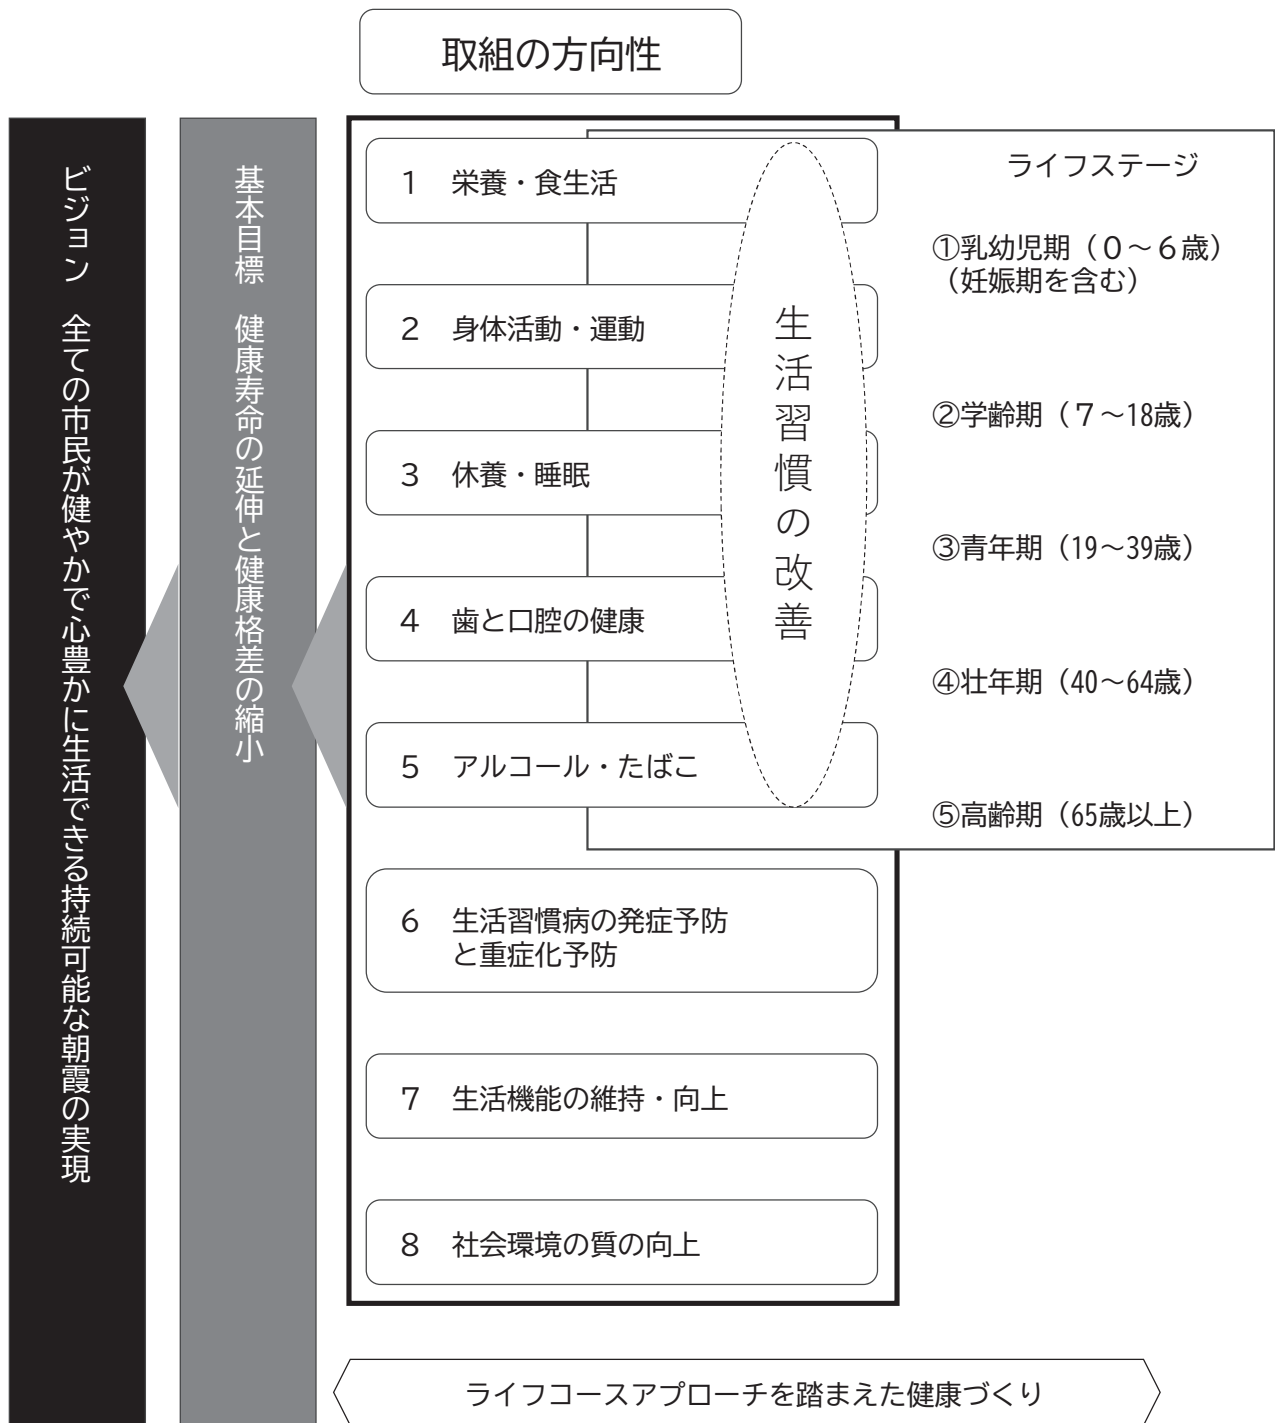 取組の方向性
ビジョン　全ての市民が健やかで心豊かに生活できる持続可能な朝霞の実現
基本目標　健康寿命の延伸と健康格差の縮小
1　栄養・食生活
2　身体活動・運動
3　休養・睡眠
4　歯と口腔の健康
5　アルコール・たばこ
生活習慣の改善
6　生活習慣病の発症予防
と重症化予防
7　生活機能の維持・向上
8　社会環境の質の向上
ライフステージ
①乳幼児期（０～６歳）
（妊娠期を含む）
②学齢期（７～18歳）
③青年期（19～39歳）
④壮年期（40～64歳）
⑤高齢期（65歳以上）
ライフコースアプローチを踏まえた健康づくり